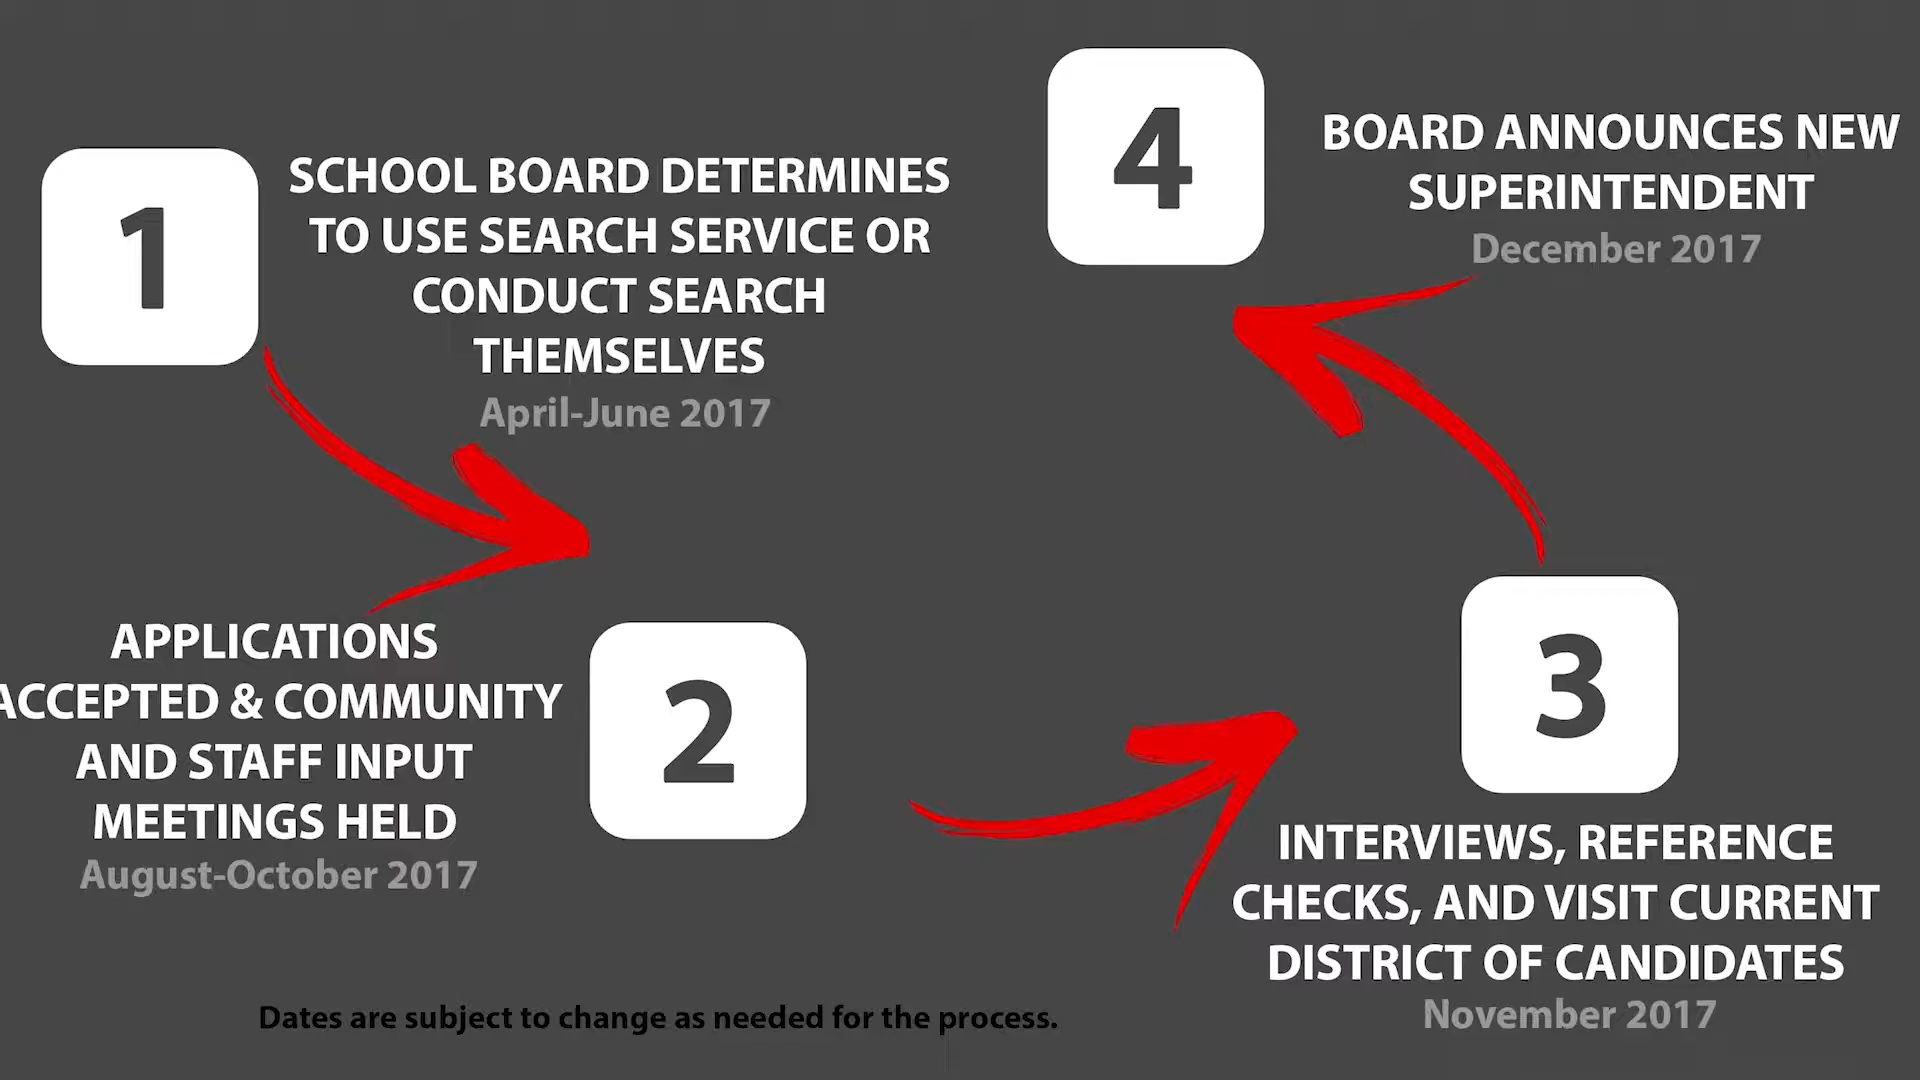 1
SCHOOL BOARD DETERMINES
TO USE SEARCH SERVICE OR
CONDUCT SEARCH
THEMSELVES
April-June 2017
APPLICATIONS
ACCEPTED & COMMUNITY
AND STAFF INPUT
MEETINGS HELD
August-October 2017
2
3
INTERVIEWS, REFERENCE
CHECKS, AND VISIT CURRENT
DISTRICT OF CANDIDATES
November 2017
4
BOARD ANNOUNCES NEW
SUPERINTENDENT
December 2017
Dates are subject to change as needed for the process.